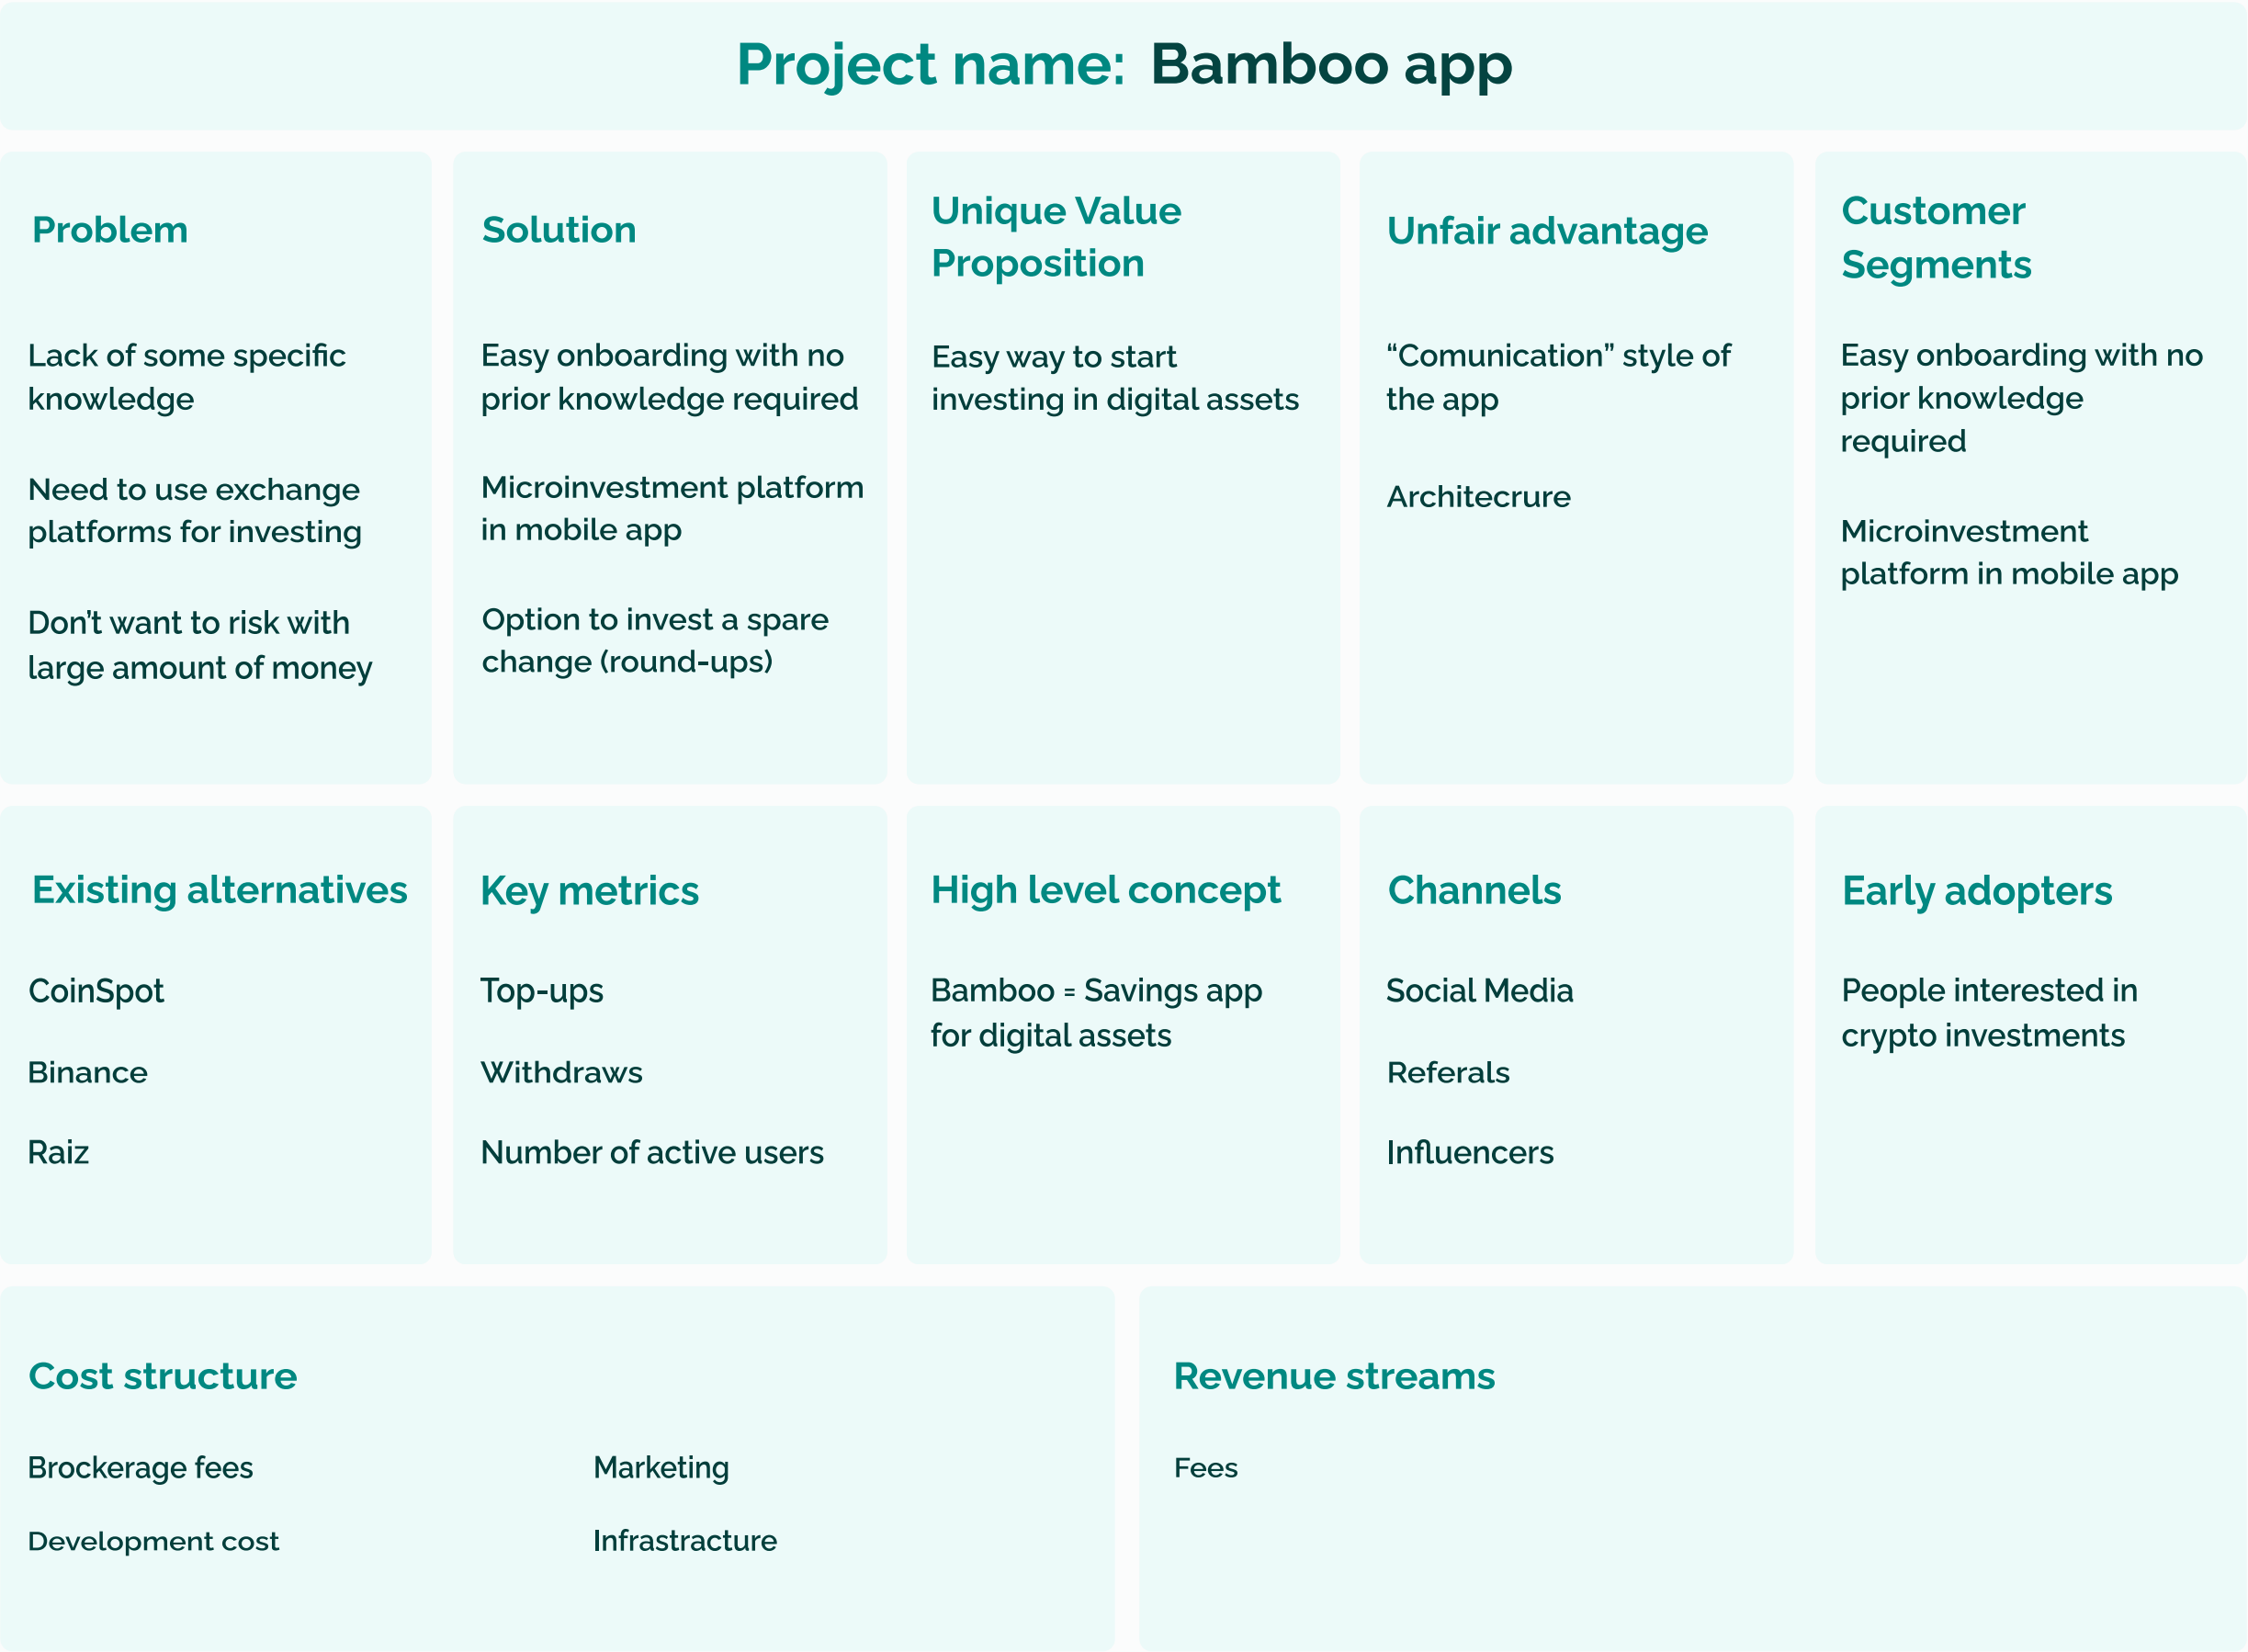 Project name: Bamboo app
Problem
Lack of some specific
knowledge
Need to use exchange
platforms for investing
Don’t want to risk with
large amount of money
Solution
Easy onboarding with no
prior knowledge required
Microinvestment platform
in mobile app
Option to invest a spare
change (round-ups)
Unique Value
Proposition
Easy way to start
investing in digital assets
Unfair advantage
“Comunication” style of
the app
Architecrure
Customer
Segments
Easy onboarding with no
prior knowledge
required
Microinvestment
platform in mobile app
Existing alternatives
CoinSpot
Binance
Raiz
Key metrics
Top-ups
Withdraws
Number of active users
High level concept
Bamboo = Savings app
for digital assets
Channels
Social Media
Referals
Influencers
Early adopters
People interested in
crypto investments
Cost structure
Brockerage fees
Development cost
Marketing
Infrastracture
Revenue streams
Fees